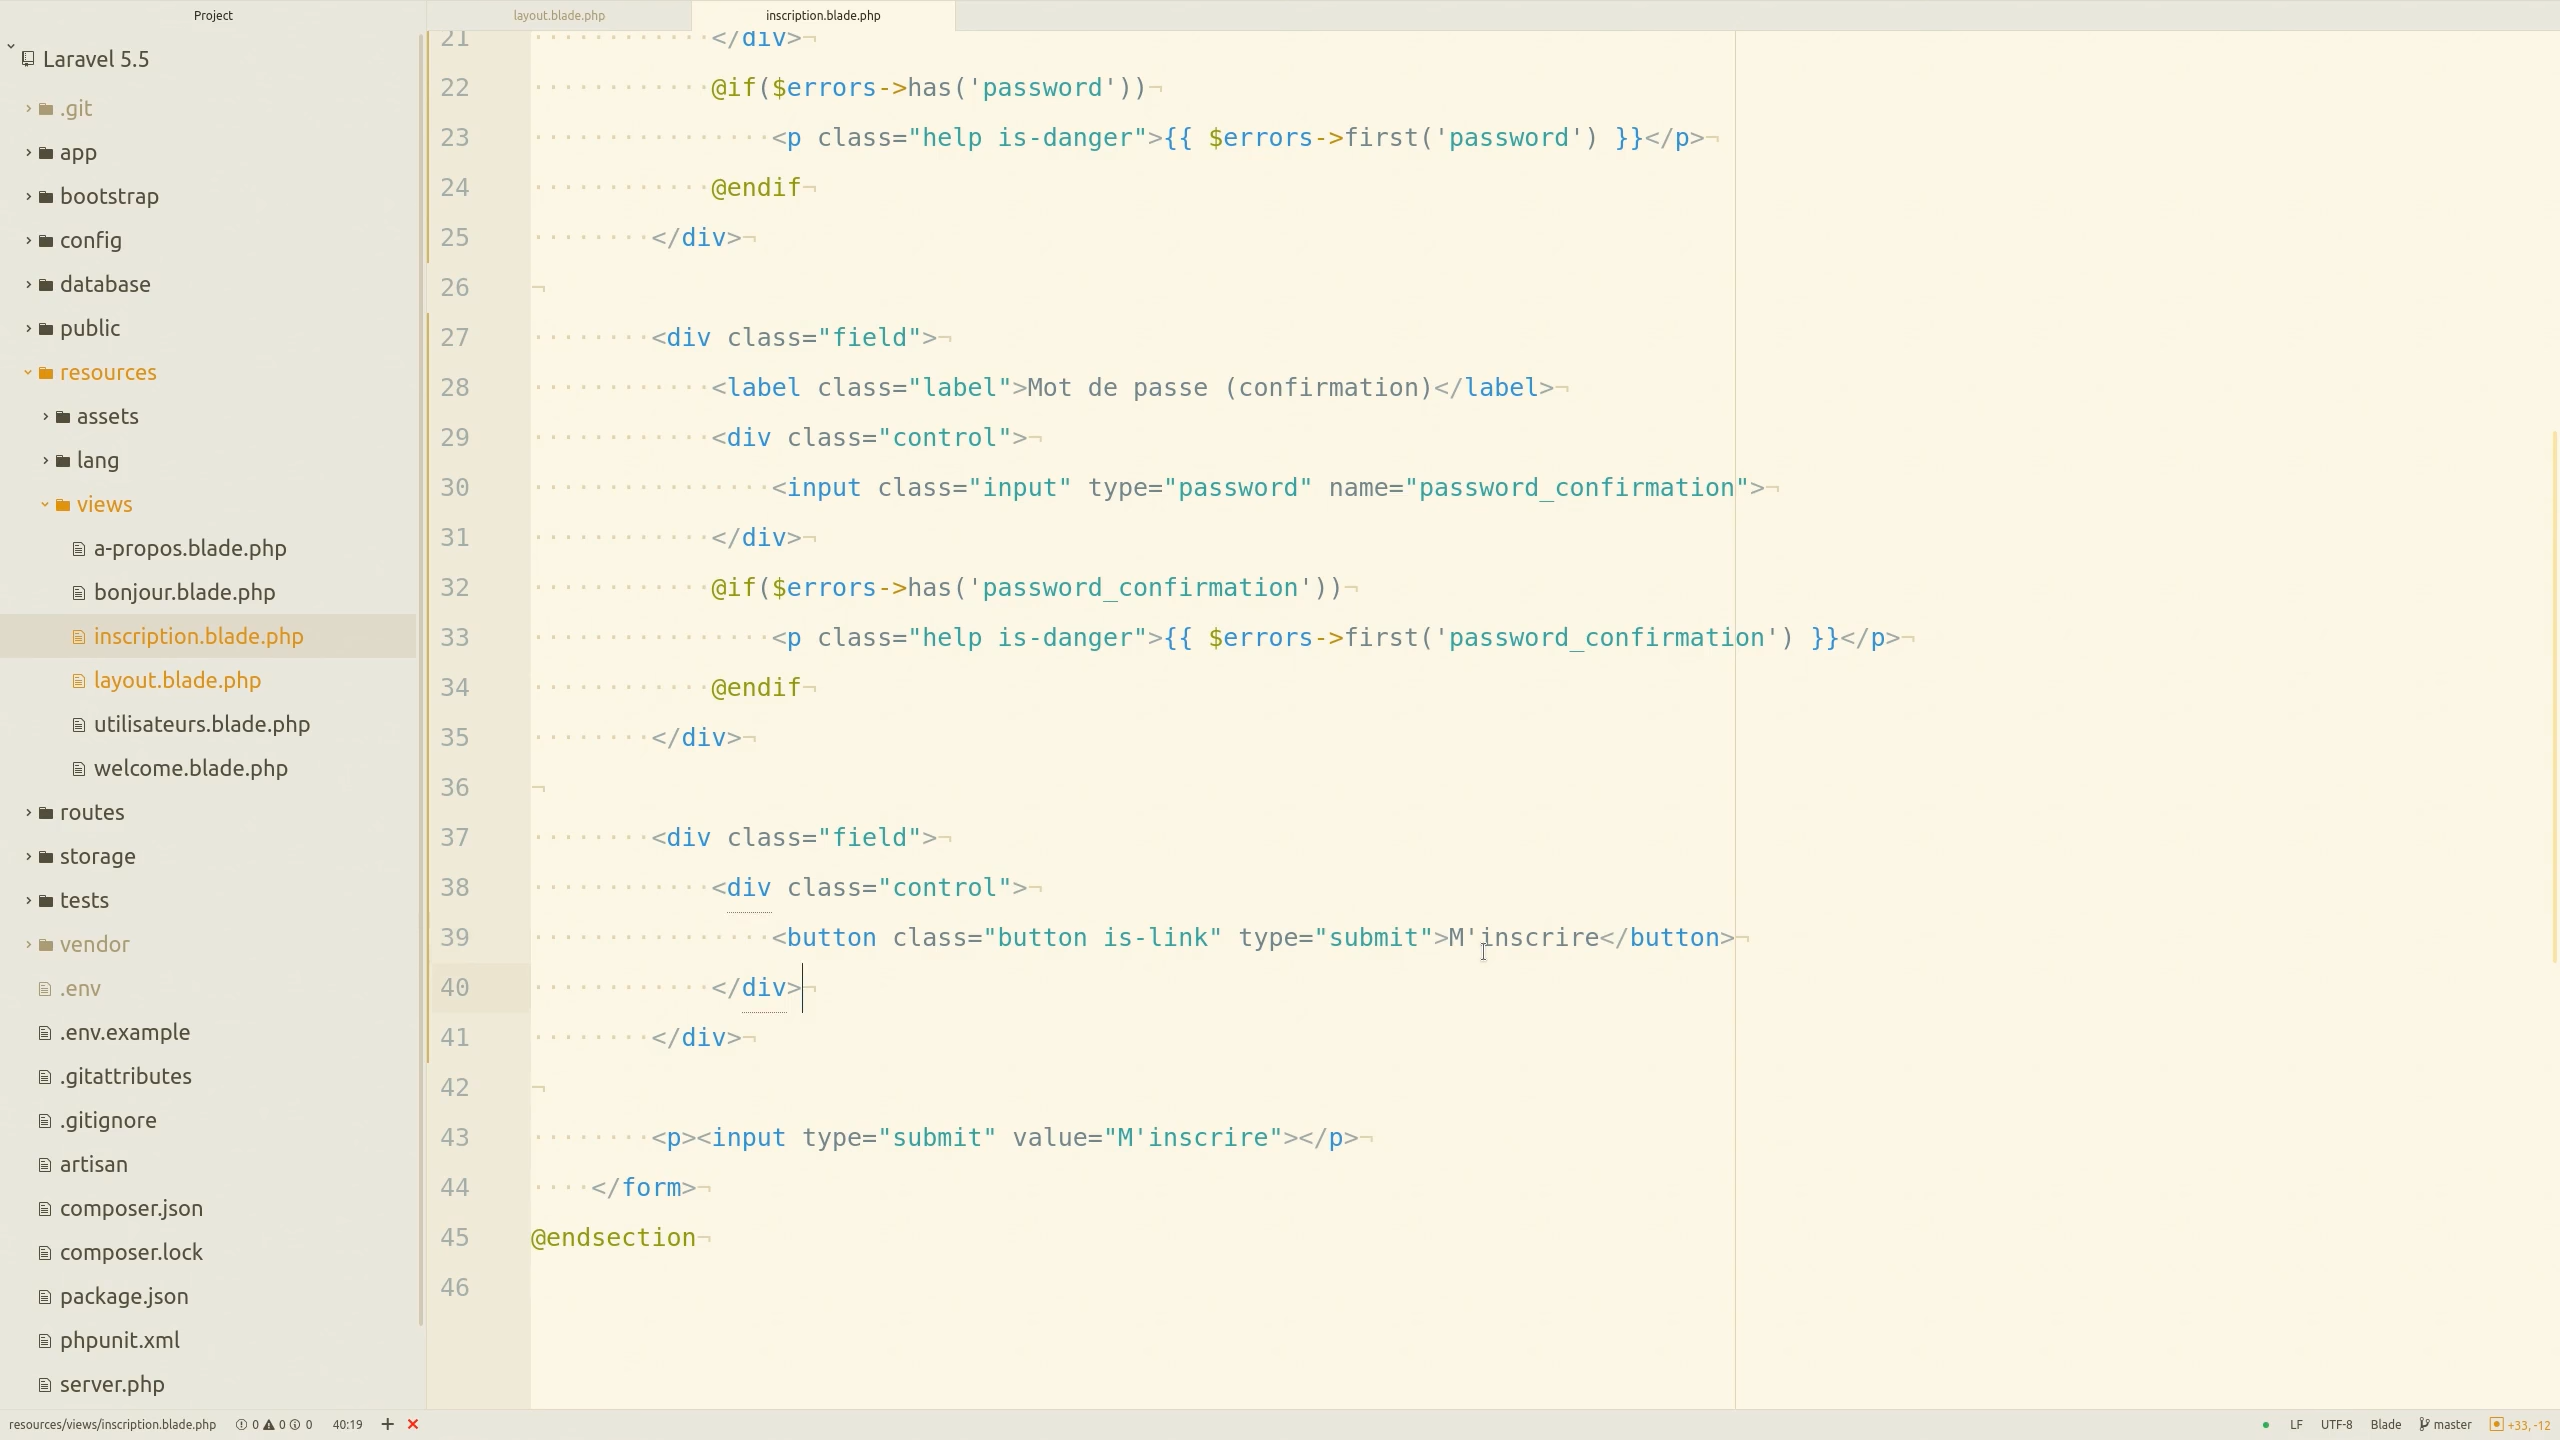 Project
Laravel 5.5
.git
app
bootstrap
config
database
public
resources
assets
lang
views
a-propos.blade.php
bonjour.blade.php
inscription.blade.php
layout.blade.php
utilisateurs.blade.php
welcome.blade.php
routes
storage
tests
vendor
.env
.env.example
.gitattributes
.gitignore
artisan
composer.json
composer.lock
package.json
phpunit.xml
server.php
layout.blade.php
inscription.blade.php
21 </div>
22 @if($errors->has('password'))
23 <p class="help is-danger">{{ $errors->first('password') }}</p>
24 @endif
25 </div>
26
27 <div class="field">
28 <label class="label">Mot de passe (confirmation)</label>
29 <div class="control">
30 <input class="input" type="password" name="password_confirmation">
31 </div>
32 @if($errors->has('password_confirmation'))
33 <p class="help is-danger">{{ $errors->first('password_confirmation') }}</p>
34 @endif
35 </div>
36
37 <div class="field">
38 <div class="control">
39 <button class="button is-link" type="submit">M'inscrire</button>
40 </div>
41 </div>
42
43 <p><input type="submit" value="M'inscrire"></p>
44 </form>
45 @endsection
46
resources/views/inscription.blade.php 0 0 0 40:19 LF UTF-8 Blade master +33, -12